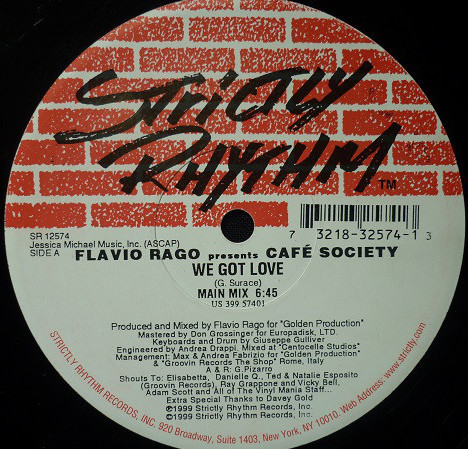 STRICTLY
RHYTHM
TM
7 3218-32574-1 3
SR 12574
Jessica Michael Music, Inc. (ASCAP)
SIDE A
FLAVIO RAGO presents CAFÉ SOCIETY
WE GOT LOVE
(G. Surace)
MAIN MIX 6:45
US 399 57401
Produced and Mixed by Flavio Rago for "Golden Production"
Mastered by Don Grossinger for Europadisk, LTD.
Keyboards and Drum by Giuseppe Gulliver
Engineered by Andrea Drappi. Mixed at "Centocelle Studios"
Management: Max & Andrea Fabrizio for "Golden Production"
& "Groovin Records The Shop" Rome, Italy
A & R: G.Pizarro
Shouts To: Elisabetta, Danielle Q., Ted & Natalie Esposito
(Groovin Records), Ray Grappone and Vicky Bell,
Adam Scott and All of The Vinyl Mania Staff...
Extra Special Thanks to Davey Gold
℗1999 Strictly Rhythm Records, Inc.
©1999 Strictly Rhythm Records, Inc.
STRICTLY RHYTHM RECORDS, INC. 920 Broadway, Suite 1403, New York, NY 10010. Web Address: www.strictly.com